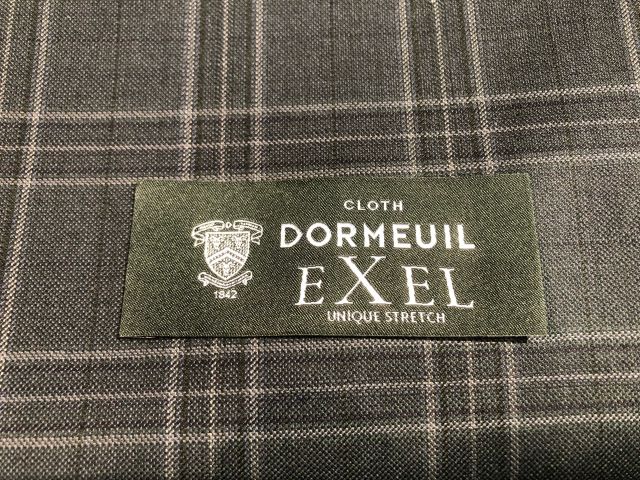 CLOTH
DORMEUIL
EXEL
UNIQUE STRETCH
1842